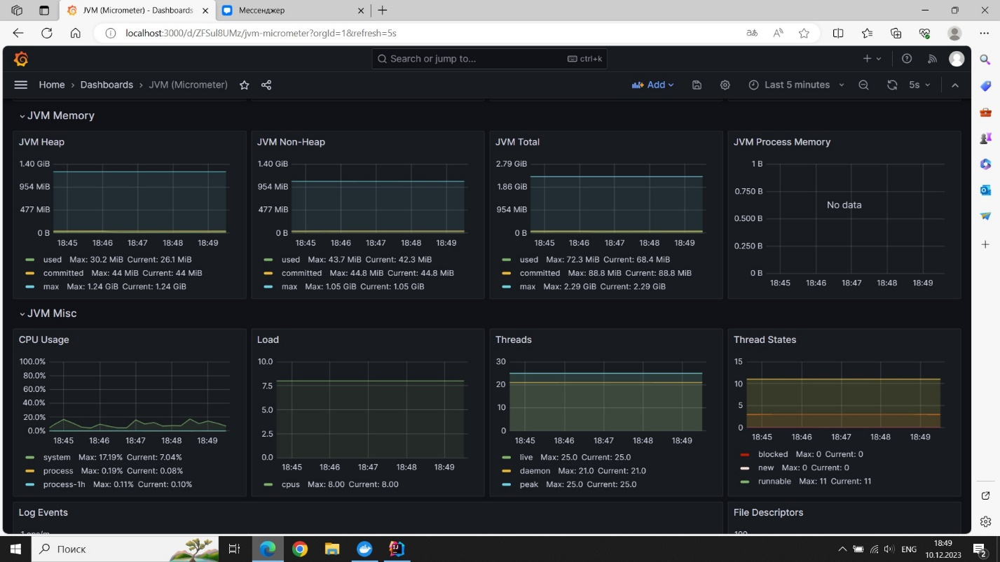 JVM (Micrometer) - Dashboards
Мессенджер
localhost:3000/d/ZFSul8UMz/jvm-micrometer?orgId=1&refresh=5s
Search or jump to...
ctrl+k
Home › Dashboards › JVM (Micrometer)
Add
Last 5 minutes
5s
JVM Memory
JVM Heap
1.40 GiB
954 MiB
477 MiB
0 B
18:45 18:46 18:47 18:48 18:49
used Max: 30.2 MiB Current: 26.1 MiB
committed Max: 44 MiB Current: 44 MiB
max Max: 1.24 GiB Current: 1.24 GiB
JVM Non-Heap
1.40 GiB
954 MiB
477 MiB
0 B
18:45 18:46 18:47 18:48 18:49
used Max: 43.7 MiB Current: 42.3 MiB
committed Max: 44.8 MiB Current: 44.8 MiB
max Max: 1.05 GiB Current: 1.05 GiB
JVM Total
2.79 GiB
1.86 GiB
954 MiB
0 B
18:45 18:46 18:47 18:48 18:49
used Max: 72.3 MiB Current: 68.4 MiB
committed Max: 88.8 MiB Current: 88.8 MiB
max Max: 2.29 GiB Current: 2.29 GiB
JVM Process Memory
1 B
0.750 B
0.500 B
0.250 B
0 B
No data
18:45 18:46 18:47 18:48 18:49
JVM Misc
CPU Usage
100.0%
80.0%
60.0%
40.0%
20.0%
0.0%
18:45 18:46 18:47 18:48 18:49
system Max: 17.19% Current: 7.04%
process Max: 0.19% Current: 0.08%
process-1h Max: 0.11% Current: 0.10%
Load
10.0
7.5
5.0
2.5
0.0
18:45 18:46 18:47 18:48 18:49
cpus Max: 8.00 Current: 8.00
Threads
30
20
10
0
18:45 18:46 18:47 18:48 18:49
live Max: 25.0 Current: 25.0
daemon Max: 21.0 Current: 21.0
peak Max: 25.0 Current: 25.0
Thread States
15
10
5
0
18:45 18:46 18:47 18:48 18:49
blocked Max: 0 Current: 0
new Max: 0 Current: 0
runnable Max: 11 Current: 11
Log Events
File Descriptors
Поиск
ENG
18:49
10.12.2023
2